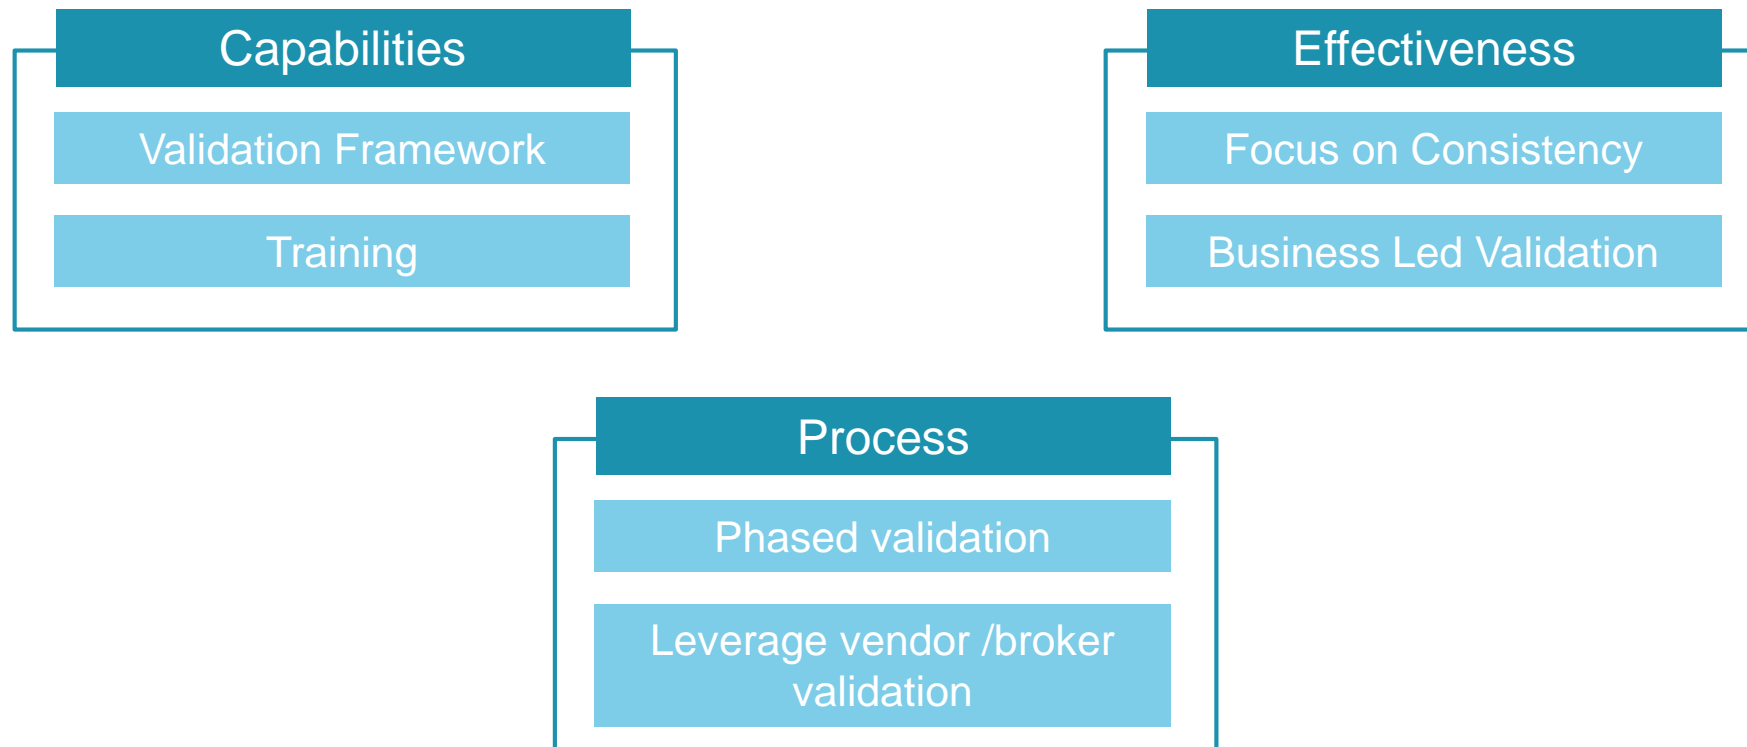 Capabilities
Validation Framework
Training
Effectiveness
Focus on Consistency
Business Led Validation
Process
Phased validation
Leverage vendor /broker
validation